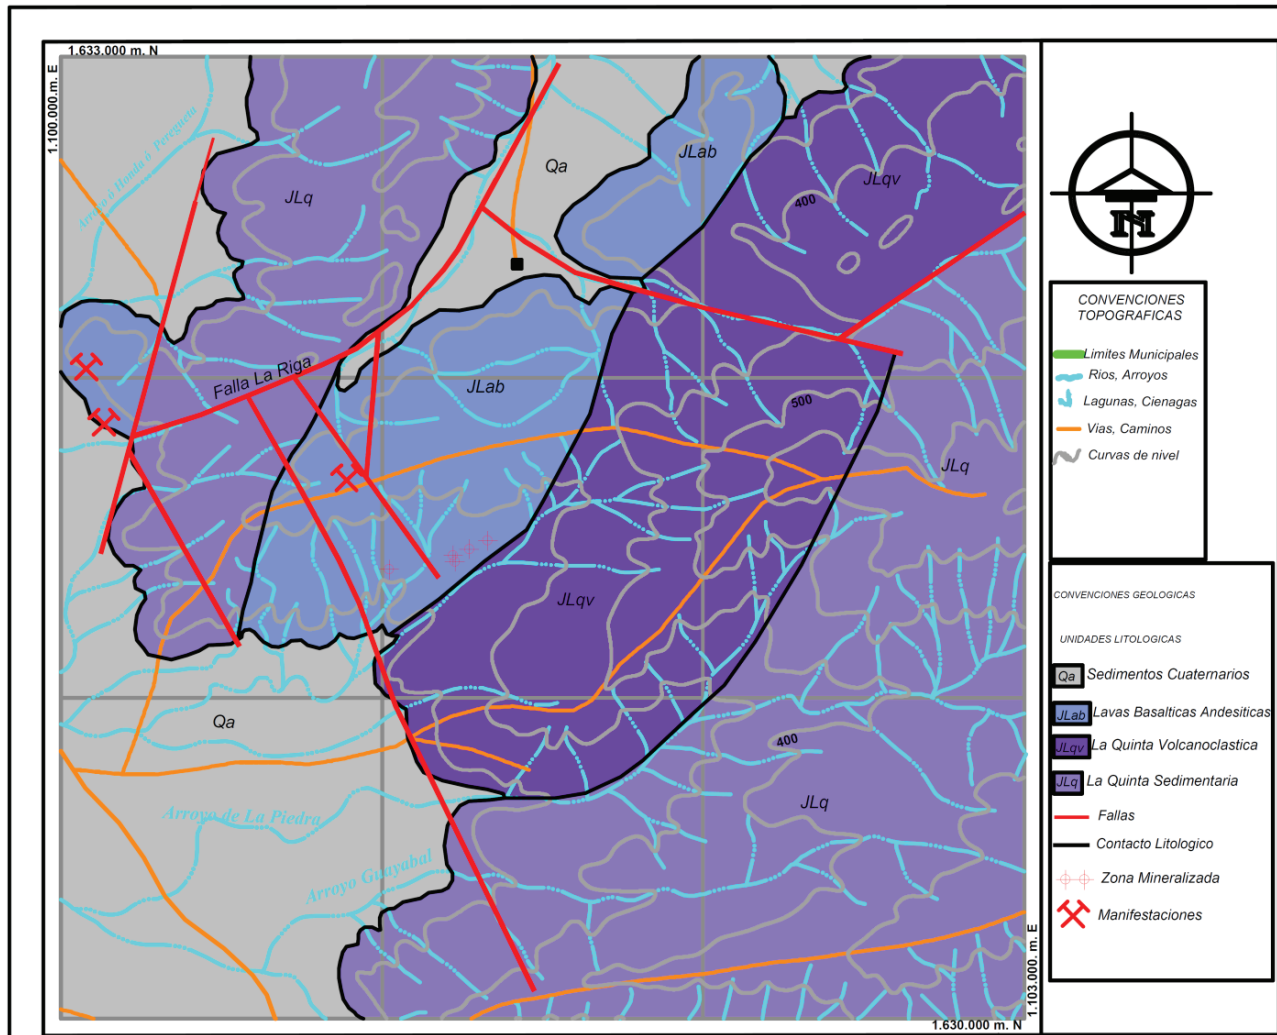 1.633.000 m. N
1.100.000 m. E
Arroyo ó Hondo ó Pereguetu
JLq
Qa
JLab
JLqv
400
Falla La Riga
JLab
500
JLq
JLqv
Qa
400
JLq
Arroyo de La Piedra
Arroyo Guayabal
1.103.000 m. E
1.630.000 m. N
N
CONVENCIONES
TOPOGRAFICAS
Limites Municipales
Rios, Arroyos
Lagunas, Cienagas
Vias, Caminos
Curvas de nivel
CONVENCIONES GEOLOGICAS
UNIDADES LITOLOGICAS
Qa Sedimentos Cuaternarios
JLab Lavas Basalticas Andesiticas
JLqv La Quinta Volcanoclastica
JLq La Quinta Sedimentaria
Fallas
Contacto Litologico
Zona Mineralizada
Manifestaciones